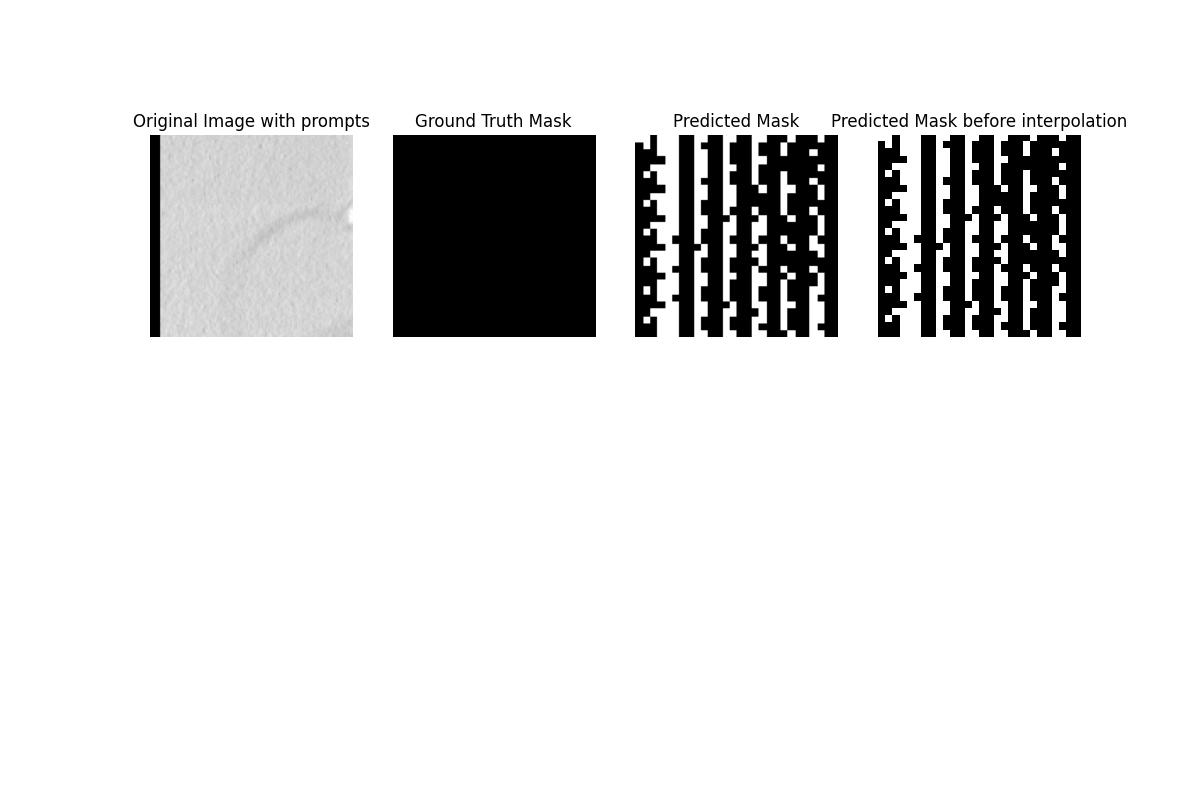 Original Image with prompts
Ground Truth Mask
Predicted Mask
Predicted Mask before interpolation